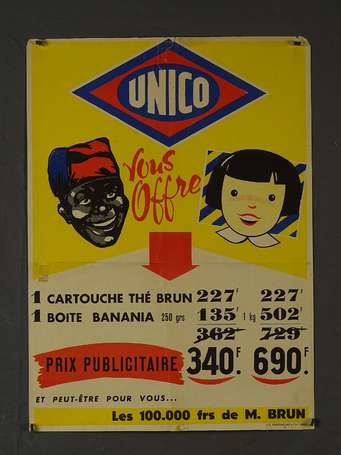 UNICO
Vous
Offre
1 CARTOUCHE THÉ BRUN 227F 227F
1 BOITE BANANIA 250 grs 135F 1 kg 502F
362F 729F
PRIX PUBLICITAIRE 340.F 690.F
ET PEUT-ÊTRE POUR VOUS...
Les 100.000 frs de M. BRUN